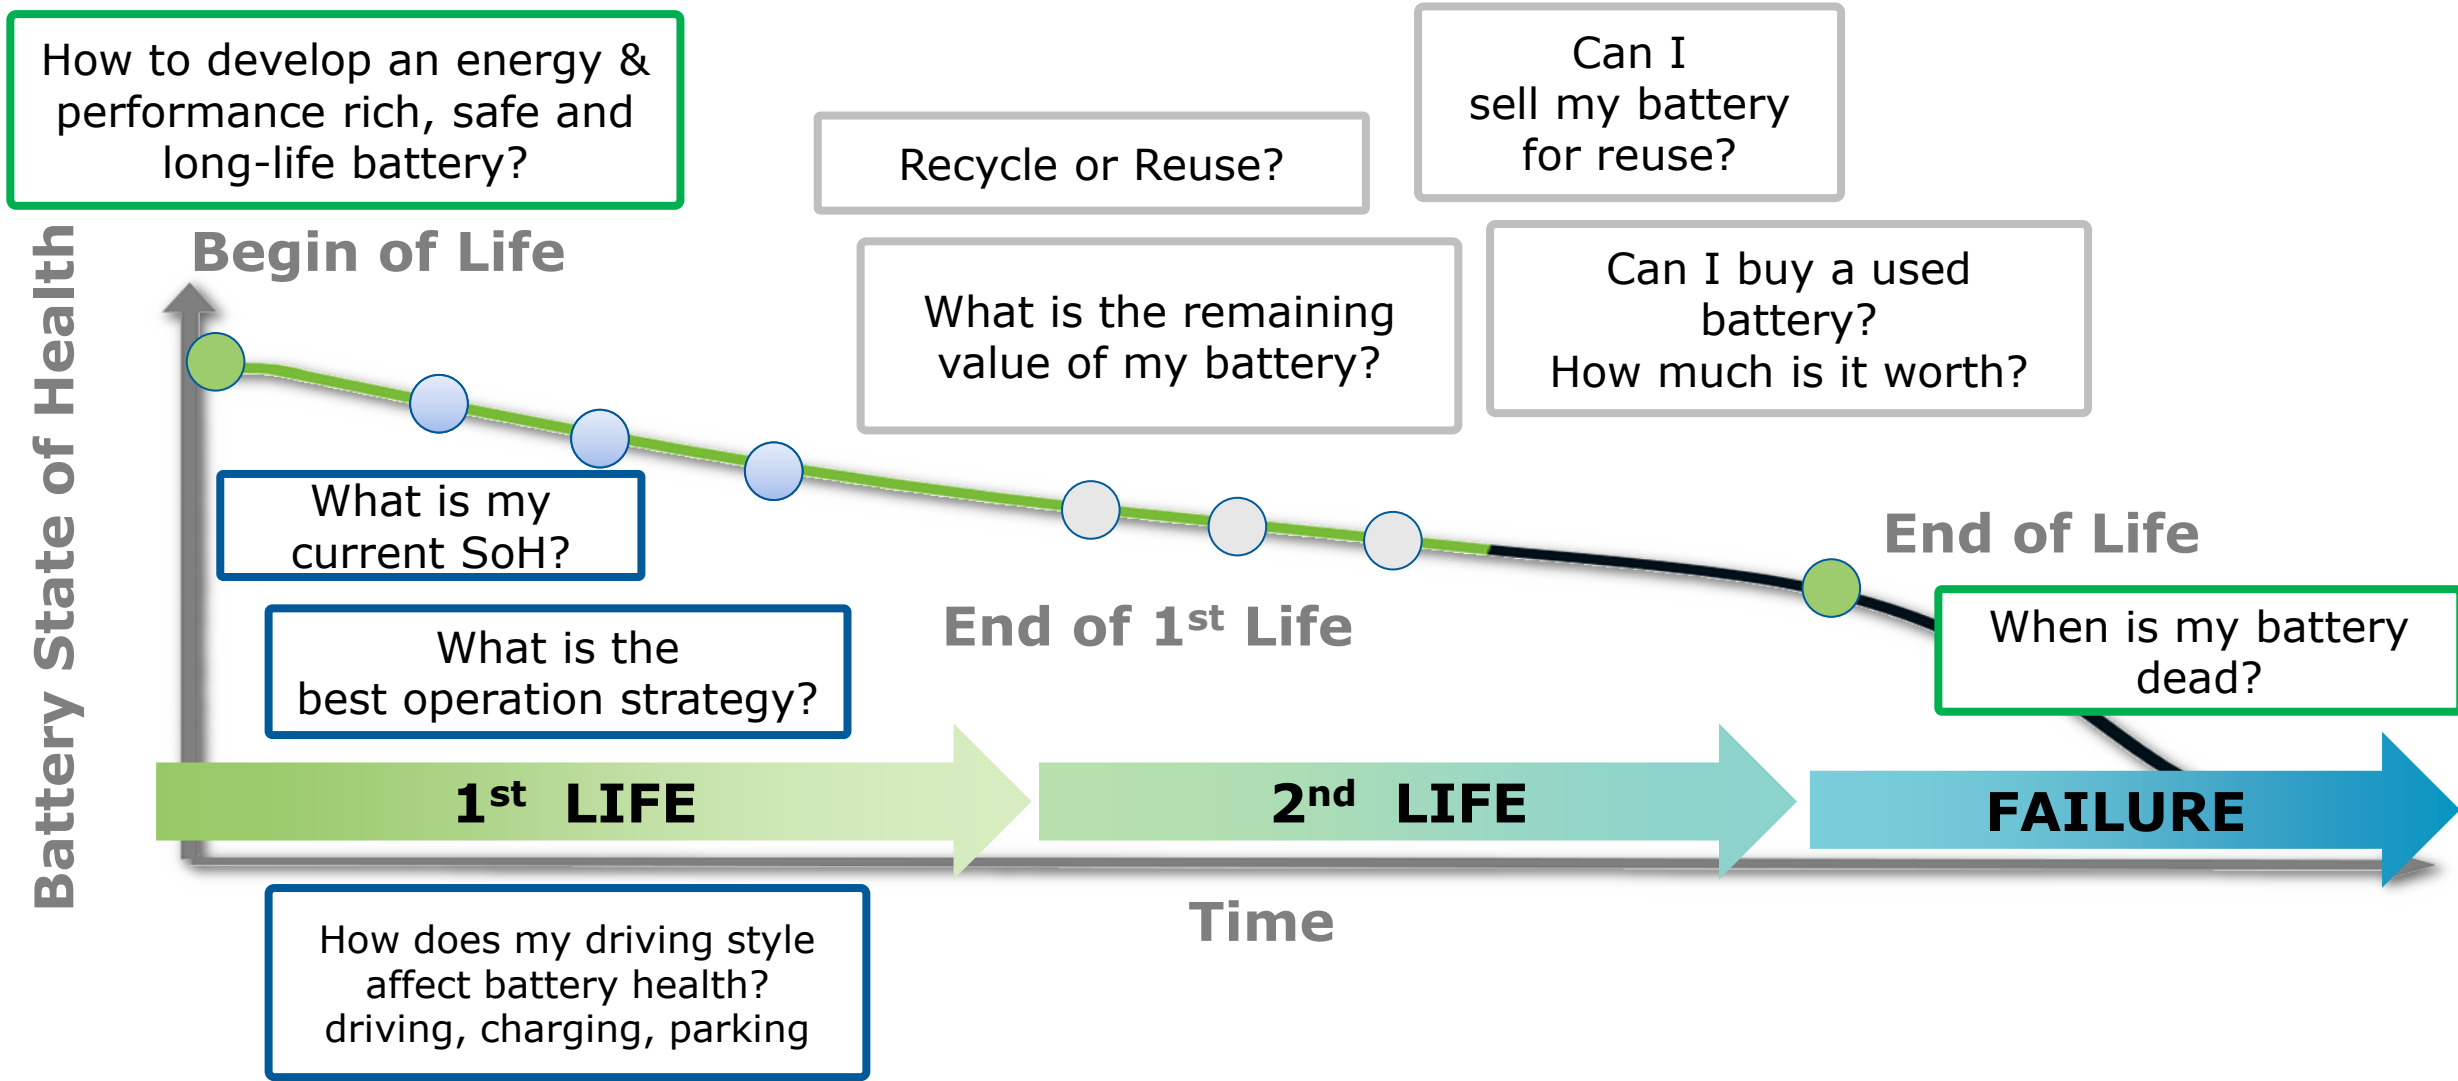 How to develop an energy &
performance rich, safe and
long-life battery?
Can I
sell my battery
for reuse?
Recycle or Reuse?
Begin of Life
Can I buy a used
battery?
How much is it worth?
What is the remaining
value of my battery?
Battery State of Health
What is my
current SoH?
End of Life
End of 1st Life
When is my battery
dead?
What is the
best operation strategy?
1st LIFE
2nd LIFE
FAILURE
Time
How does my driving style
affect battery health?
driving, charging, parking